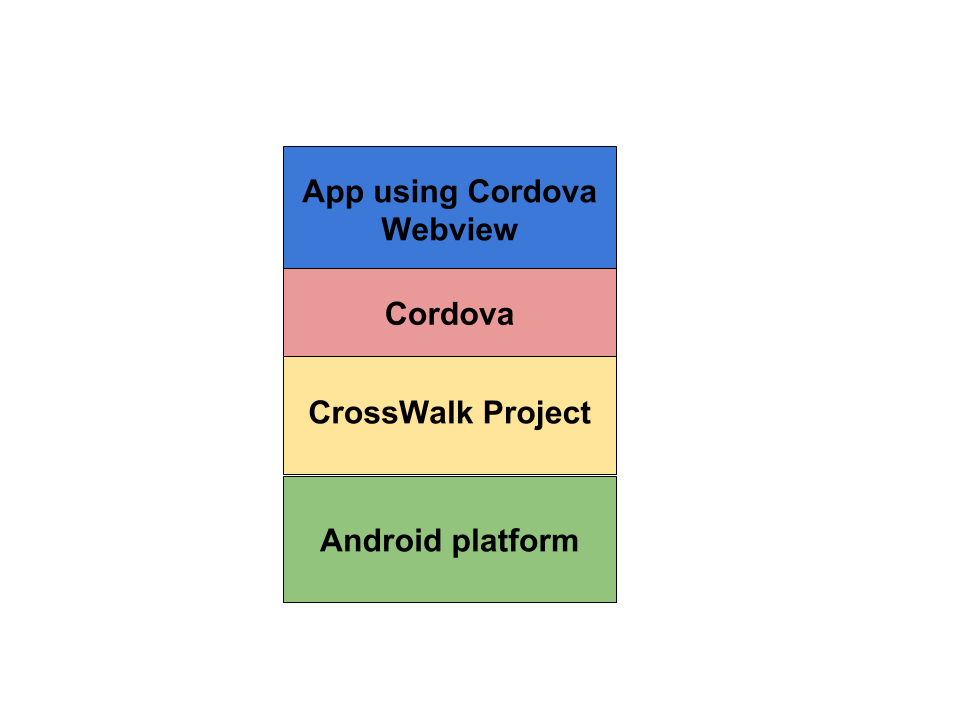 App using Cordova
Webview
Cordova
CrossWalk Project
Android platform